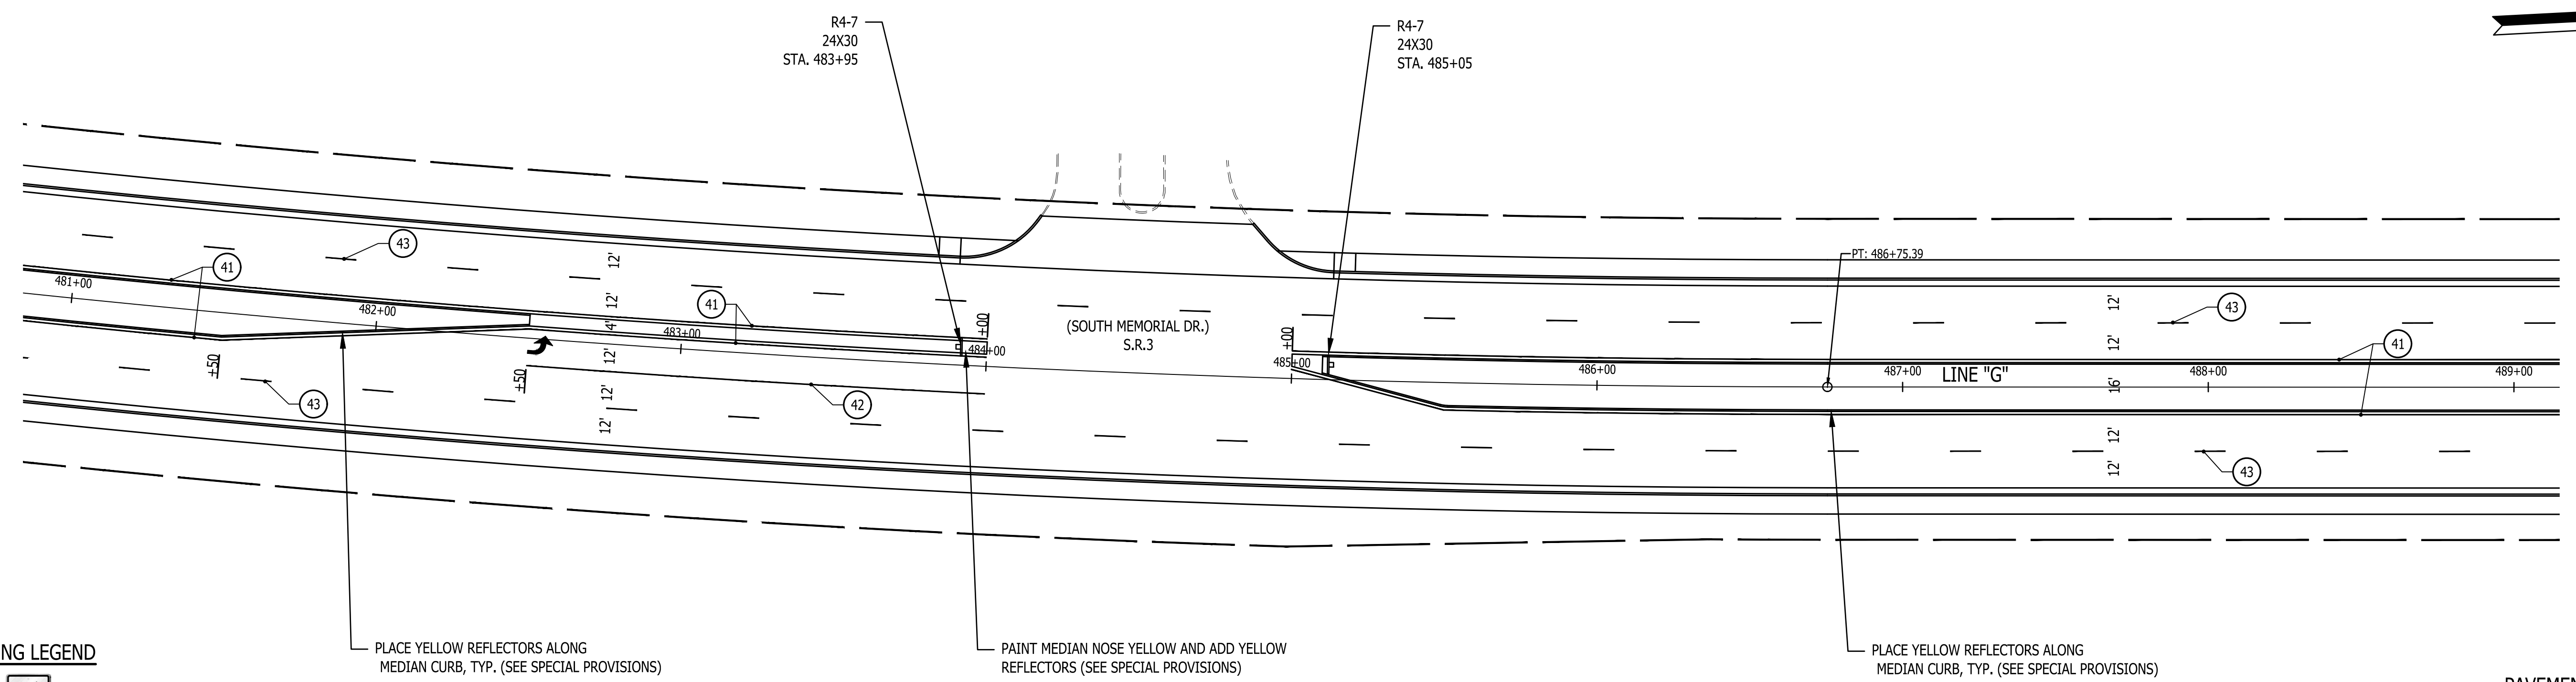 R4-7
24X30
STA. 483+95
R4-7
24X30
STA. 485+05
12'
12'
4'
12'
12'
12'
43
41
481+00
482+00
41
483+00
+00
484+00
(SOUTH MEMORIAL DR.)
S.R.3
+00
485+00
486+00
PT: 486+75.39
487+00
LINE "G"
12'
12'
16'
12'
12'
43
41
488+00
489+00
+50
+50
43
42
43
NG LEGEND
PLACE YELLOW REFLECTORS ALONG
MEDIAN CURB, TYP. (SEE SPECIAL PROVISIONS)
PAINT MEDIAN NOSE YELLOW AND ADD YELLOW
REFLECTORS (SEE SPECIAL PROVISIONS)
PLACE YELLOW REFLECTORS ALONG
MEDIAN CURB, TYP. (SEE SPECIAL PROVISIONS)